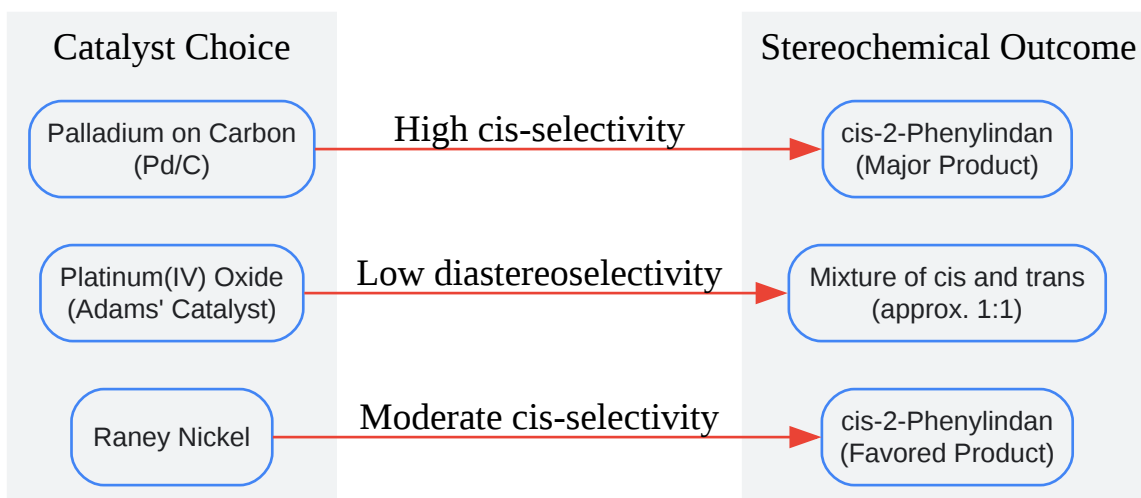 Catalyst Choice
Stereochemical Outcome
Palladium on Carbon
(Pd/C)
High cis-selectivity
cis-2-Phenylindan
(Major Product)
Platinum(IV) Oxide
(Adams' Catalyst)
Low diastereoselectivity
Mixture of cis and trans
(approx. 1:1)
Raney Nickel
Moderate cis-selectivity
cis-2-Phenylindan
(Favored Product)